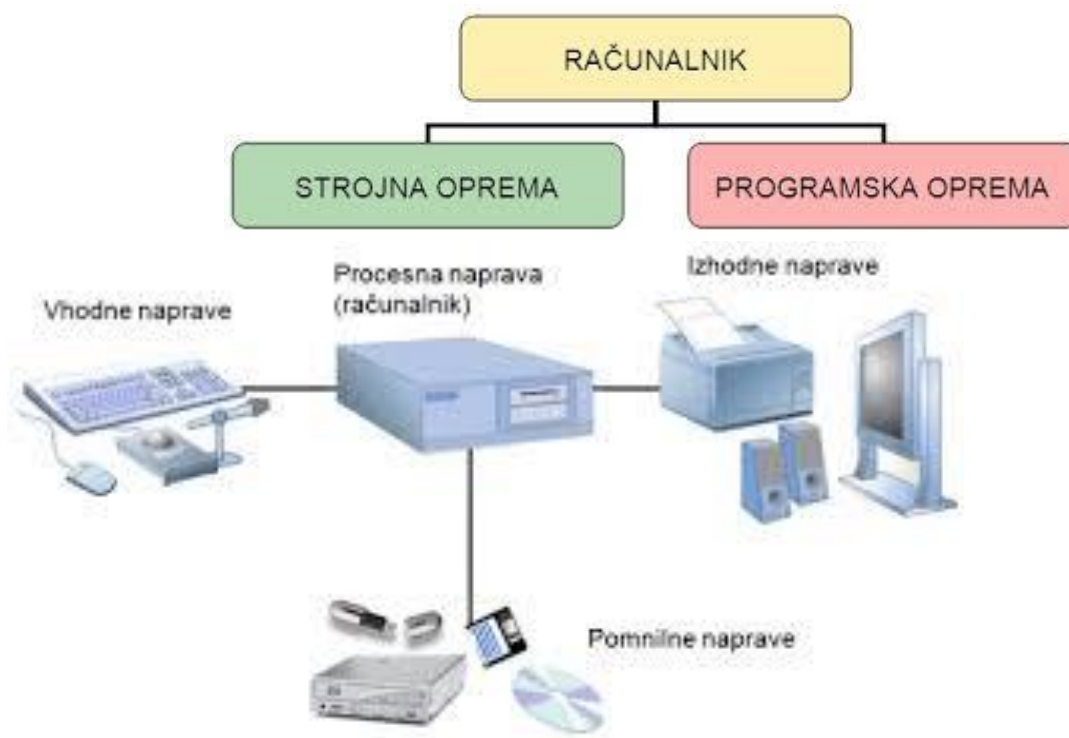 RAČUNALNIK
STROJNA OPREMA
PROGRAMSKA OPREMA
Vhodne naprave
Procesna naprava
(računalnik)
Izhodne naprave
Pomnilne naprave